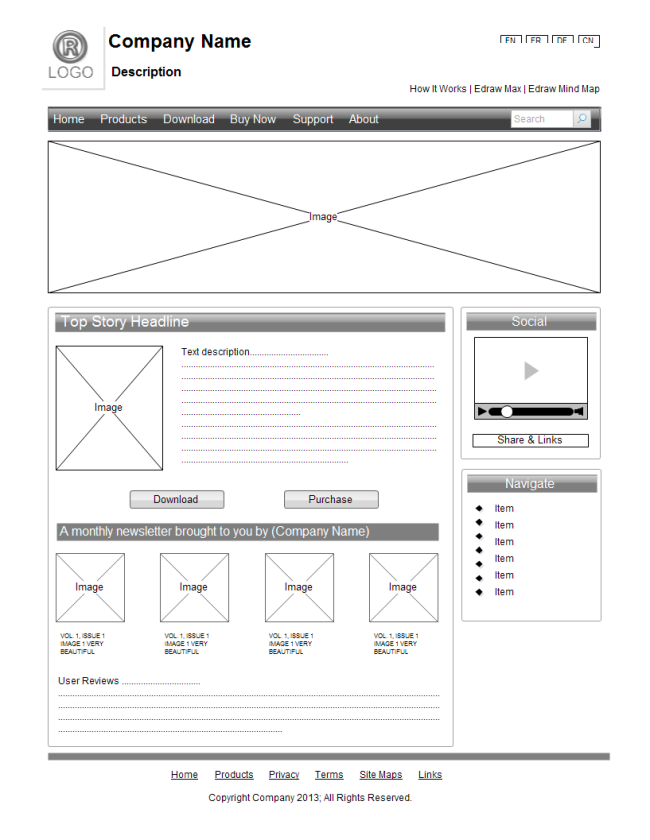 ®
LOGO
Company Name
Description
EN FR DE CN
How It Works | Edraw Max | Edraw Mind Map
Home Products Download Buy Now Support About Search
Image
Top Story Headline
Text description................................
Image
Download Purchase
A monthly newsletter brought to you by (Company Name)
Image Image Image Image
VOL. 1, ISSUE 1 VOL. 1, ISSUE 1 VOL. 1, ISSUE 1 VOL. 1, ISSUE 1
IMAGE 1 VERY IMAGE 1 VERY IMAGE 1 VERY IMAGE 1 VERY
BEAUTIFUL BEAUTIFUL BEAUTIFUL BEAUTIFUL
User Reviews ................................
Social
Share & Links
Navigate
Item
Item
Item
Item
Item
Item
Home Products Privacy Terms Site Maps Links
Copyright Company 2013; All Rights Reserved.